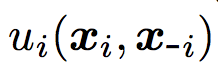 u_i(x_i, x_{-i})